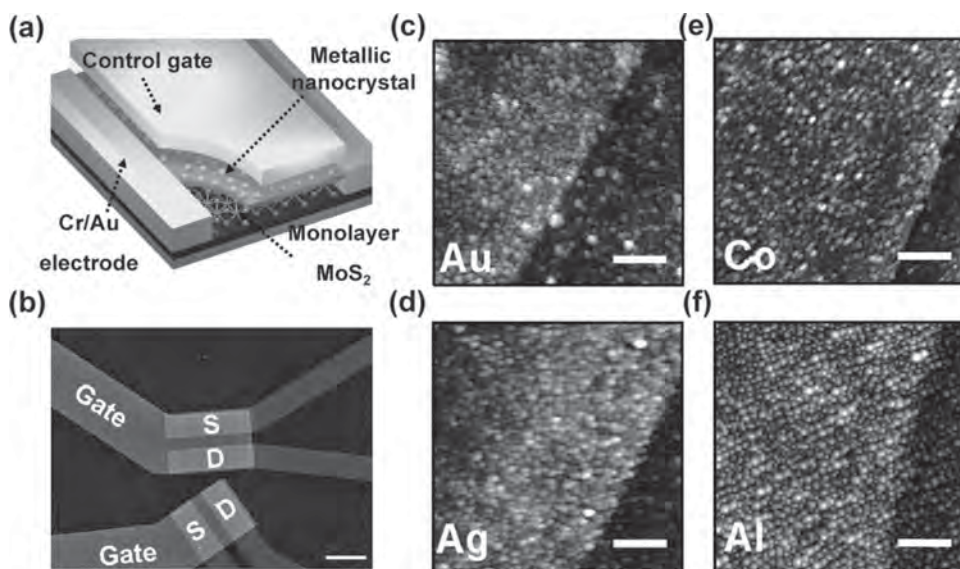 (a)
Control gate
Metallic
nanocrystal
Cr/Au
electrode
Monolayer
MoS₂
(b)
Gate
S
D
S
D
Gate
(c)
Au
(d)
Ag
(e)
Co
(f)
Al